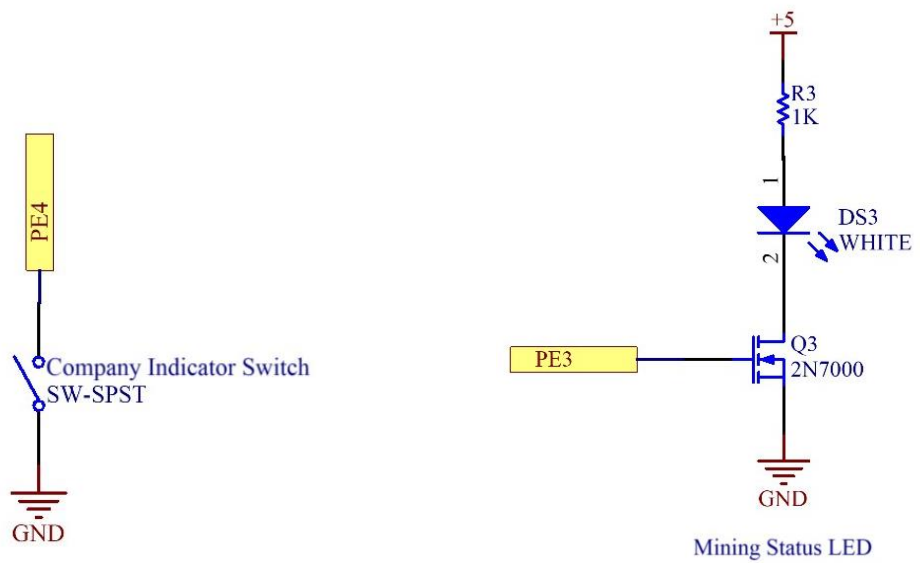 PE4
Company Indicator Switch
SW-SPST
GND
+5
R3
1K
1
DS3
WHITE
2
Q3
2N7000
PE3
GND
Mining Status LED